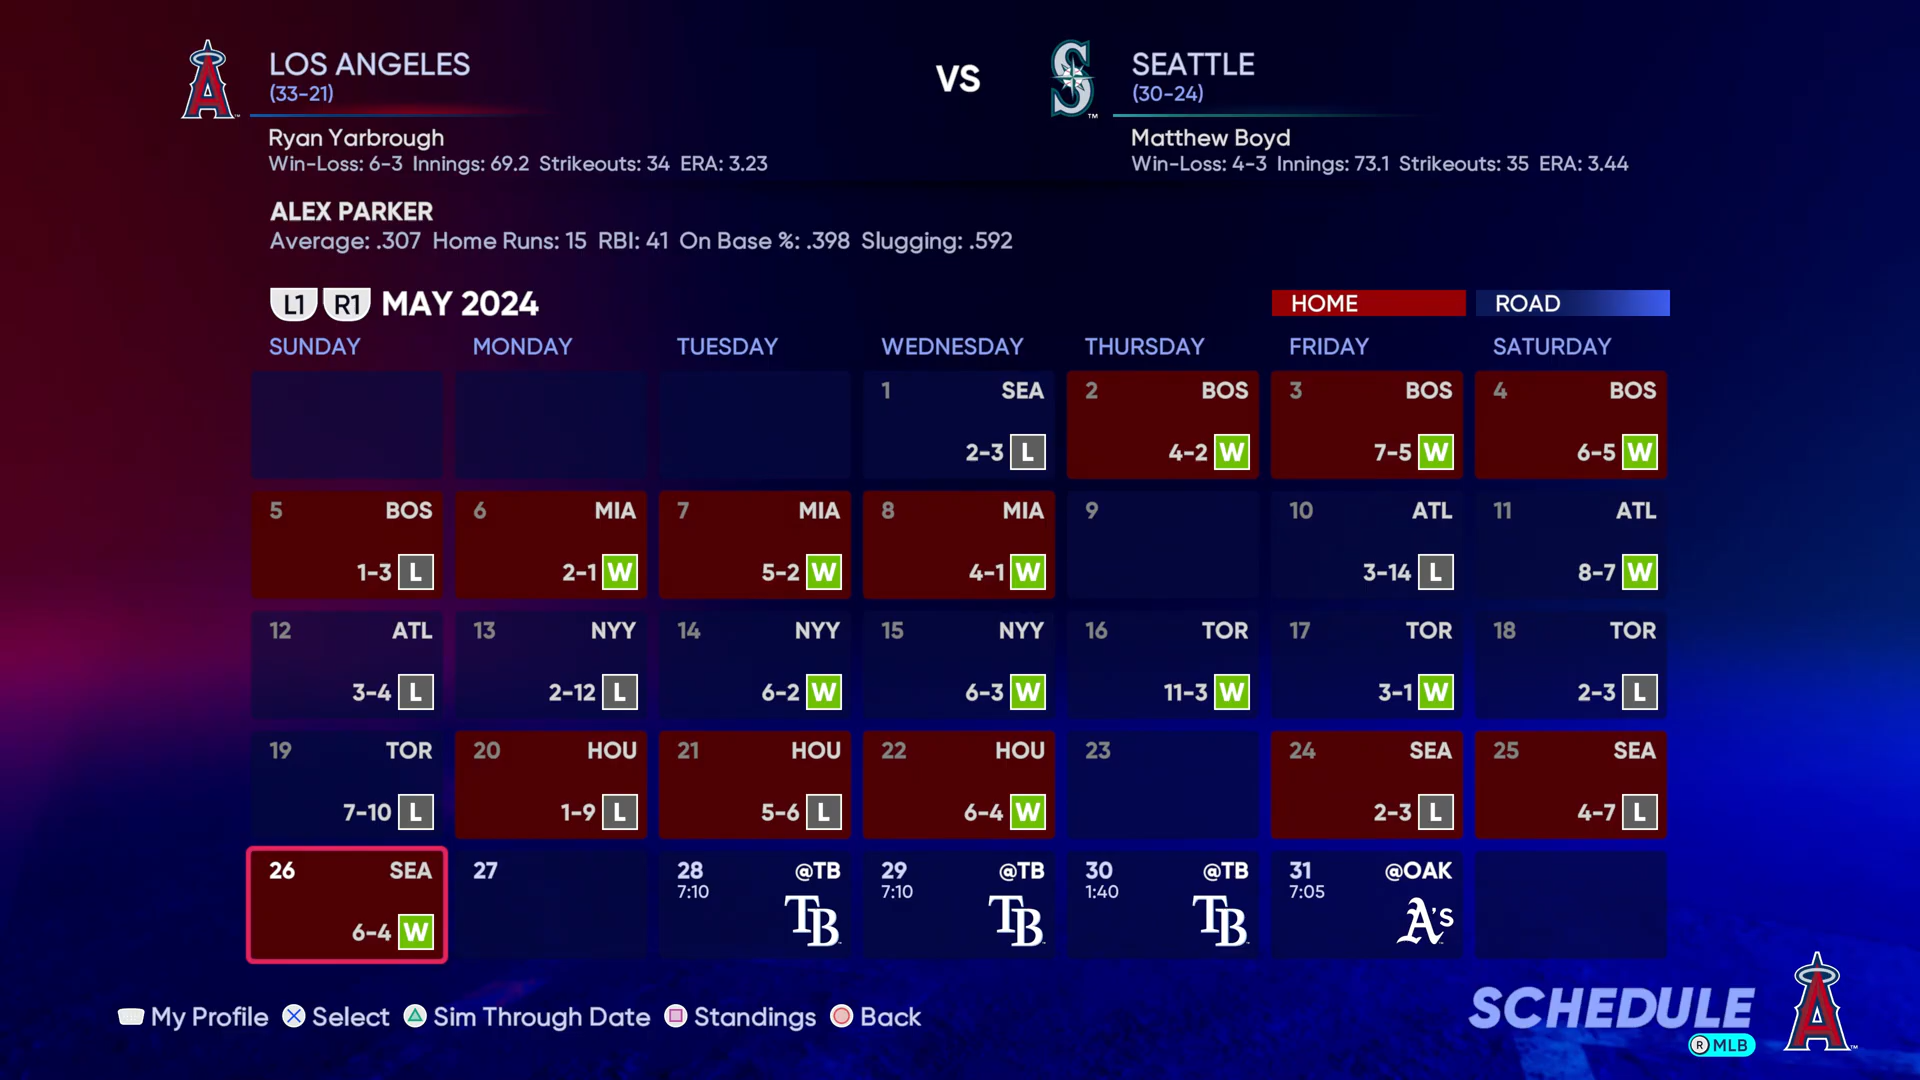 LOS ANGELES
(33-21)
VS
SEATTLE
(30-24)
Ryan Yarbrough
Win-Loss: 6-3 Innings: 69.2 Strikeouts: 34 ERA: 3.23
Matthew Boyd
Win-Loss: 4-3 Innings: 73.1 Strikeouts: 35 ERA: 3.44
ALEX PARKER
Average: .307 Home Runs: 15 RBI: 41 On Base %: .398 Slugging: .592
L1 R1 MAY 2024
HOME
ROAD
SUNDAY MONDAY TUESDAY WEDNESDAY THURSDAY FRIDAY SATURDAY
1 SEA
2-3 L
2 BOS
4-2 W
3 BOS
7-5 W
4 BOS
6-5 W
5 BOS
1-3 L
6 MIA
2-1 W
7 MIA
5-2 W
8 MIA
4-1 W
9
10 ATL
3-14 L
11 ATL
8-7 W
12 ATL
3-4 L
13 NYY
2-12 L
14 NYY
6-2 W
15 NYY
6-3 W
16 TOR
11-3 W
17 TOR
3-1 W
18 TOR
2-3 L
19 TOR
7-10 L
20 HOU
1-9 L
21 HOU
5-6 L
22 HOU
6-4 W
23
24 SEA
2-3 L
25 SEA
4-7 L
26 SEA
6-4 W
27
28 @TB
7:10
TB
29 @TB
7:10
TB
30 @TB
1:40
TB
31 @OAK
7:05
A's
My Profile Select Sim Through Date Standings Back
SCHEDULE
R MLB